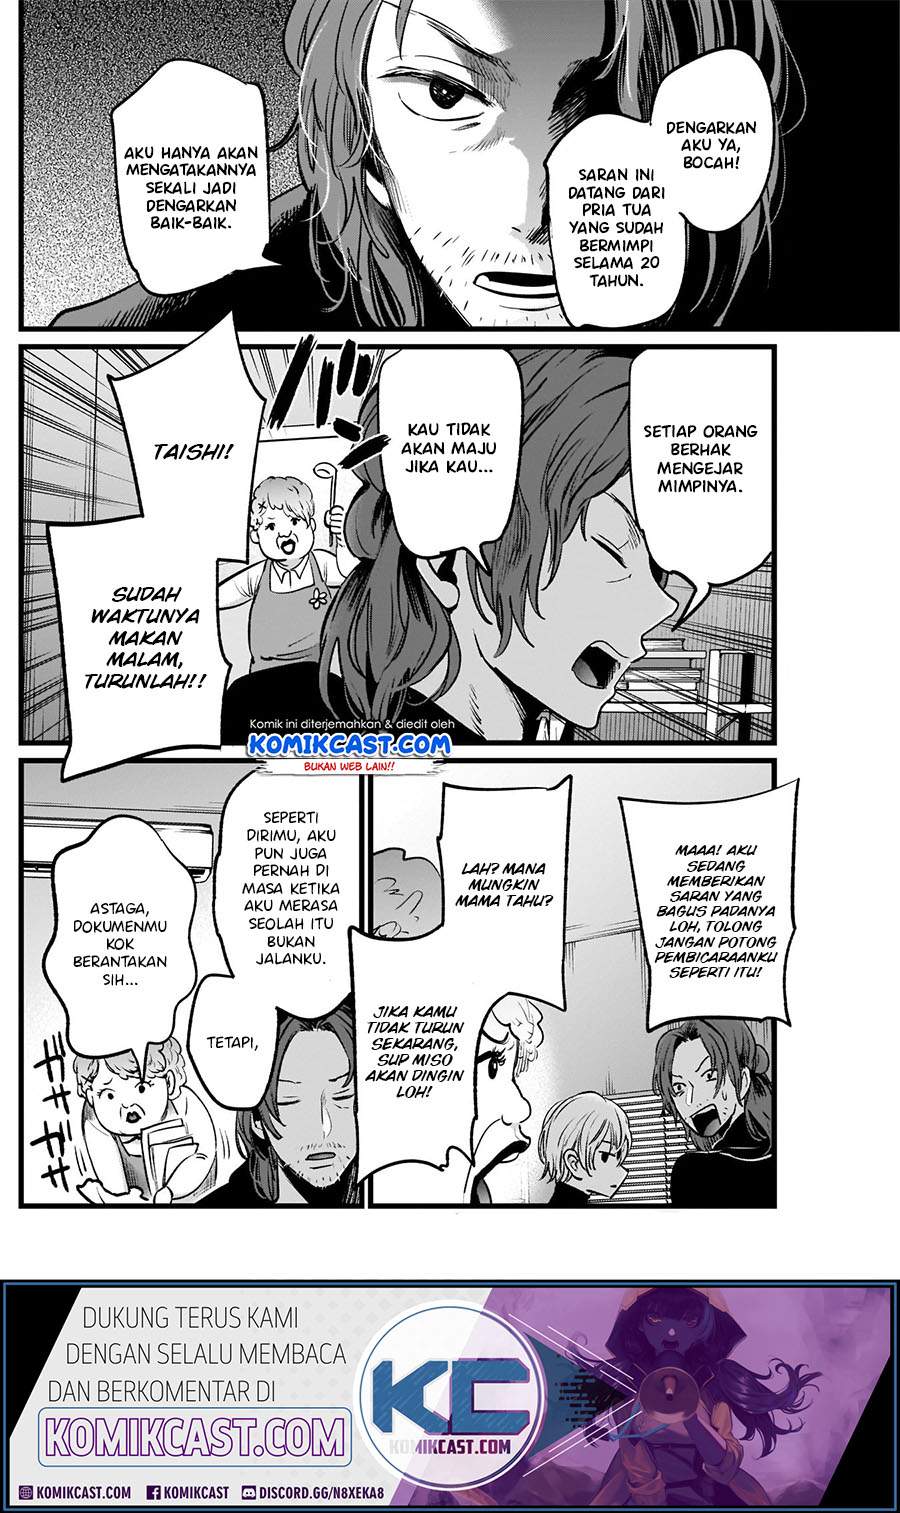 DENGARKAN
AKU YA,
BOCAH!
SARAN INI
DATANG DARI
PRIA TUA
YANG SUDAH
BERMIMPI
SELAMA 20
TAHUN.
AKU HANYA AKAN
MENGATAKANNYA
SEKALI JADI
DENGARKAN
BAIK-BAIK.
SETIAP ORANG
BERHAK
MENGEJAR
MIMPINYA.
KAU TIDAK
AKAN MAJU
JIKA KAU...
TAISHI!
SUDAH
WAKTUNYA
MAKAN
MALAM,
TURUNLAH!!
Komik ini diterjemahkan & diedit oleh
KOMIKCAST.COM
BUKAN WEB LAIN!!
MAAA! AKU
SEDANG
MEMBERIKAN
SARAN YANG
BAGUS PADANYA
LOH, TOLONG
JANGAN POTONG
PEMBICARAANKU
SEPERTI ITU!
LAH? MANA
MUNGKIN
MAMA TAHU?
JIKA KAMU
TIDAK TURUN
SEKARANG,
SUP MISO
AKAN DINGIN
LOH!
SEPERTI
DIRIMU, AKU
PUN JUGA
PERNAH DI
MASA KETIKA
AKU MERASA
SEOLAH ITU
BUKAN
JALANKU.
TETAPI,
ASTAGA,
DOKUMENMU
KOK
BERANTAKAN
SIH...
DUKUNG TERUS KAMI
DENGAN SELALU MEMBACA
DAN BERKOMENTAR DI
KOMIKCAST.COM
KC
KOMIKCAST.COM
KOMIKCAST.COM
KOMIKCAST
DISCORD.GG/N8XEKA8